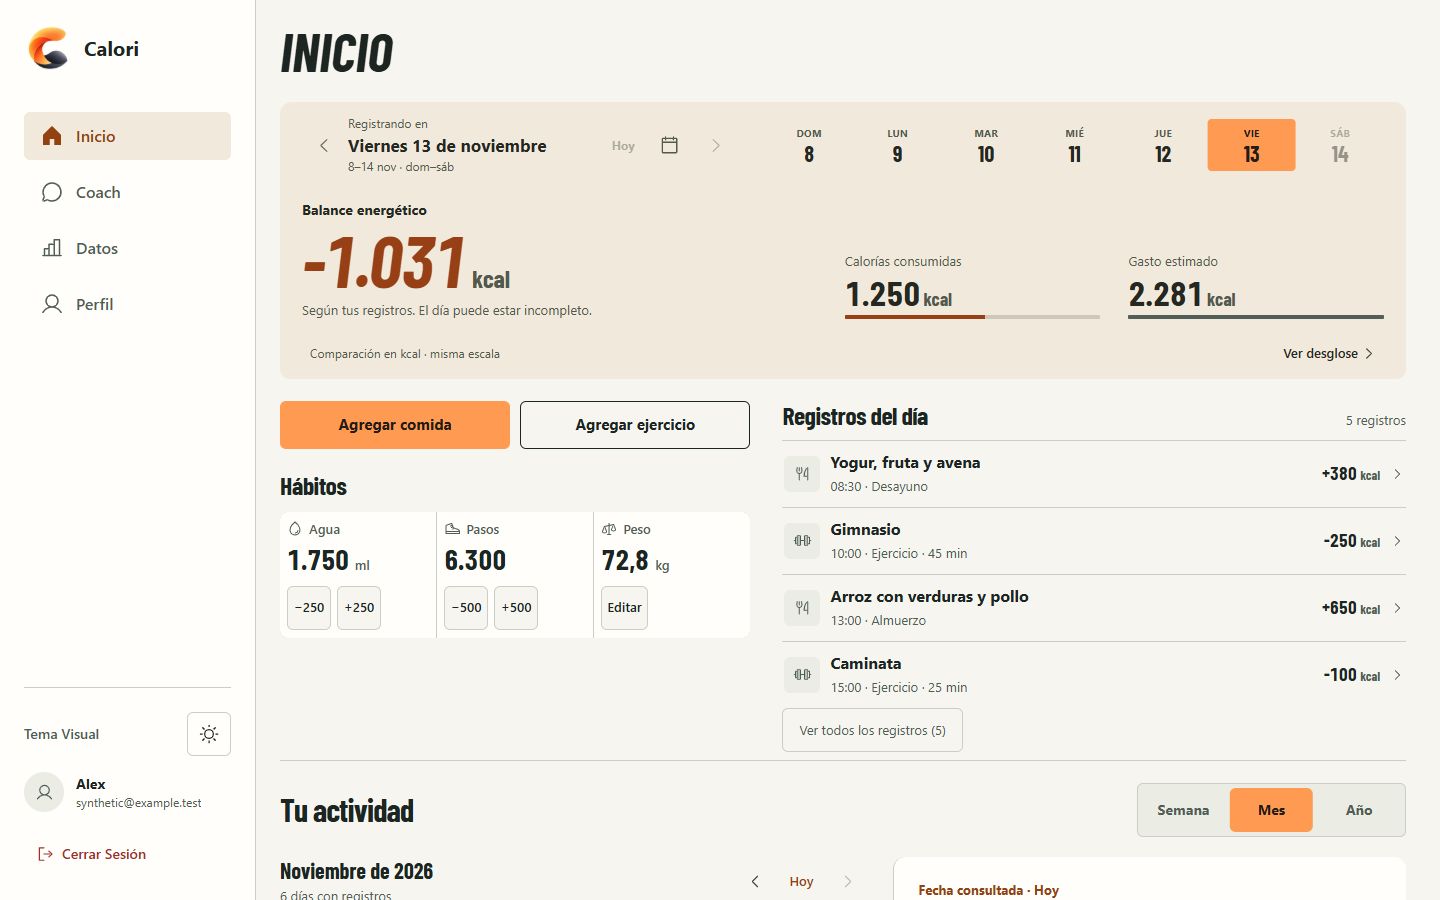 Calori
Inicio
Coach
Datos
Perfil
Tema Visual
Alex
synthetic@example.test
Cerrar Sesión
INICIO
Registrando en
Viernes 13 de noviembre
8–14 nov · dom–sáb
Hoy
DOM
8
LUN
9
MAR
10
MIÉ
11
JUE
12
VIE
13
SÁB
14
Balance energético
-1.031 kcal
Según tus registros. El día puede estar incompleto.
Calorías consumidas
1.250 kcal
Gasto estimado
2.281 kcal
Comparación en kcal · misma escala
Ver desglose
Agregar comida
Agregar ejercicio
Hábitos
Agua
1.750 ml
−250
+250
Pasos
6.300
−500
+500
Peso
72,8 kg
Editar
Registros del día
5 registros
Yogur, fruta y avena
08:30 · Desayuno
+380 kcal
Gimnasio
10:00 · Ejercicio · 45 min
-250 kcal
Arroz con verduras y pollo
13:00 · Almuerzo
+650 kcal
Caminata
15:00 · Ejercicio · 25 min
-100 kcal
Ver todos los registros (5)
Tu actividad
Semana
Mes
Año
Noviembre de 2026
6 días con registros
Hoy
Fecha consultada · Hoy